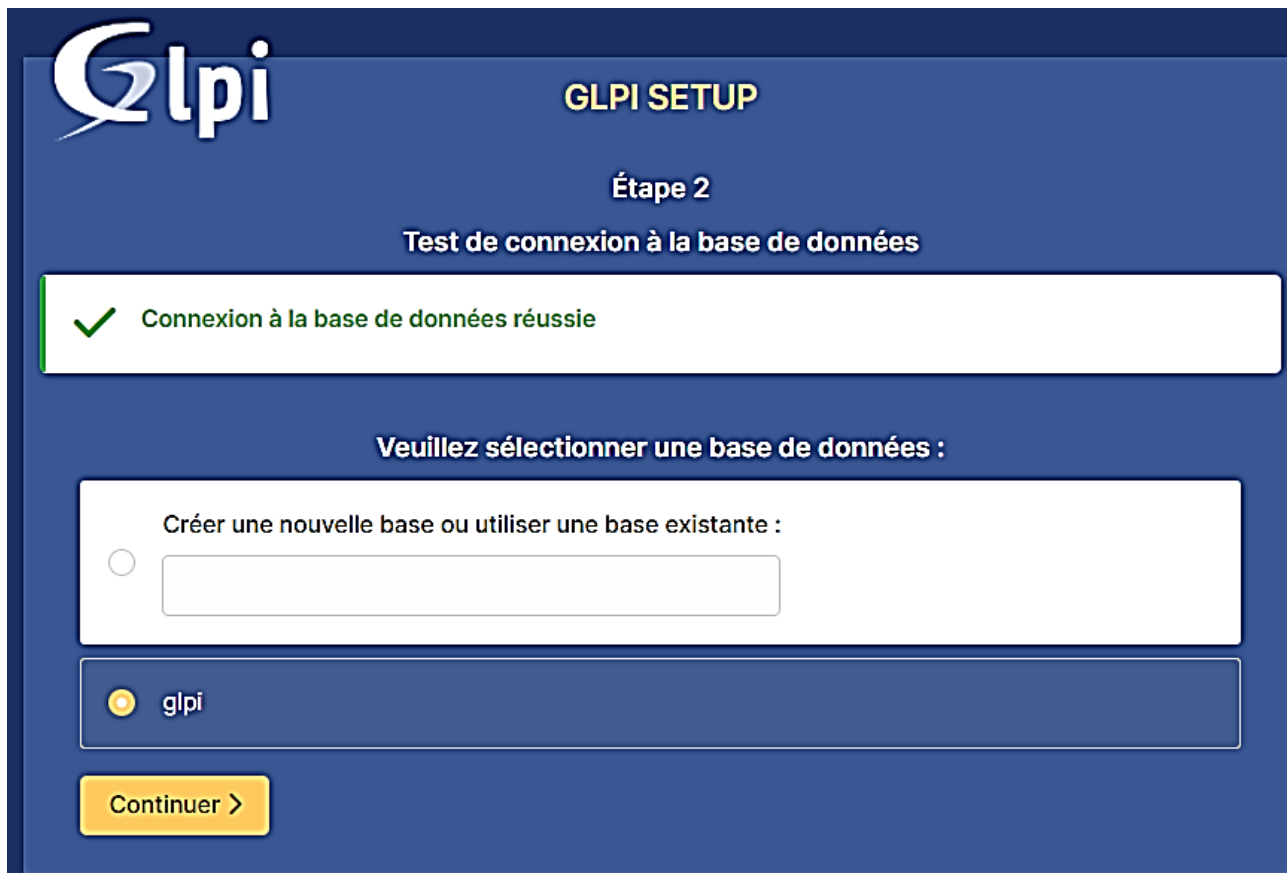 Glpi
GLPI SETUP
Étape 2
Test de connexion à la base de données
Connexion à la base de données réussie
Veuillez sélectionner une base de données :
Créer une nouvelle base ou utiliser une base existante :
glpi
Continuer >